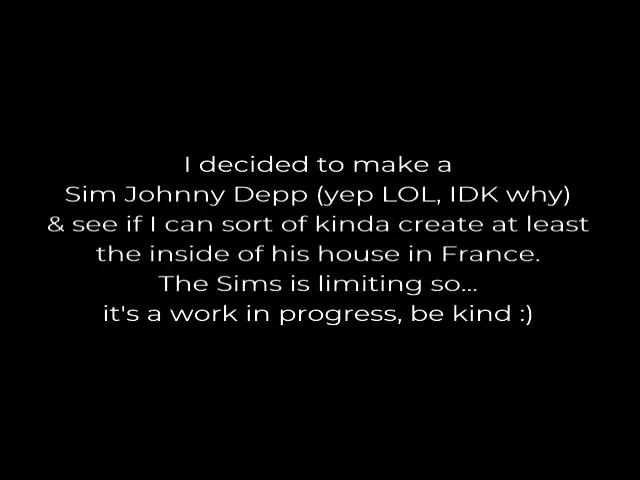 I decided to make a
Sim Johnny Depp (yep LOL, IDK why)
& see if I can sort of kinda create at least
the inside of his house in France.
The Sims is limiting so...
it's a work in progress, be kind :)